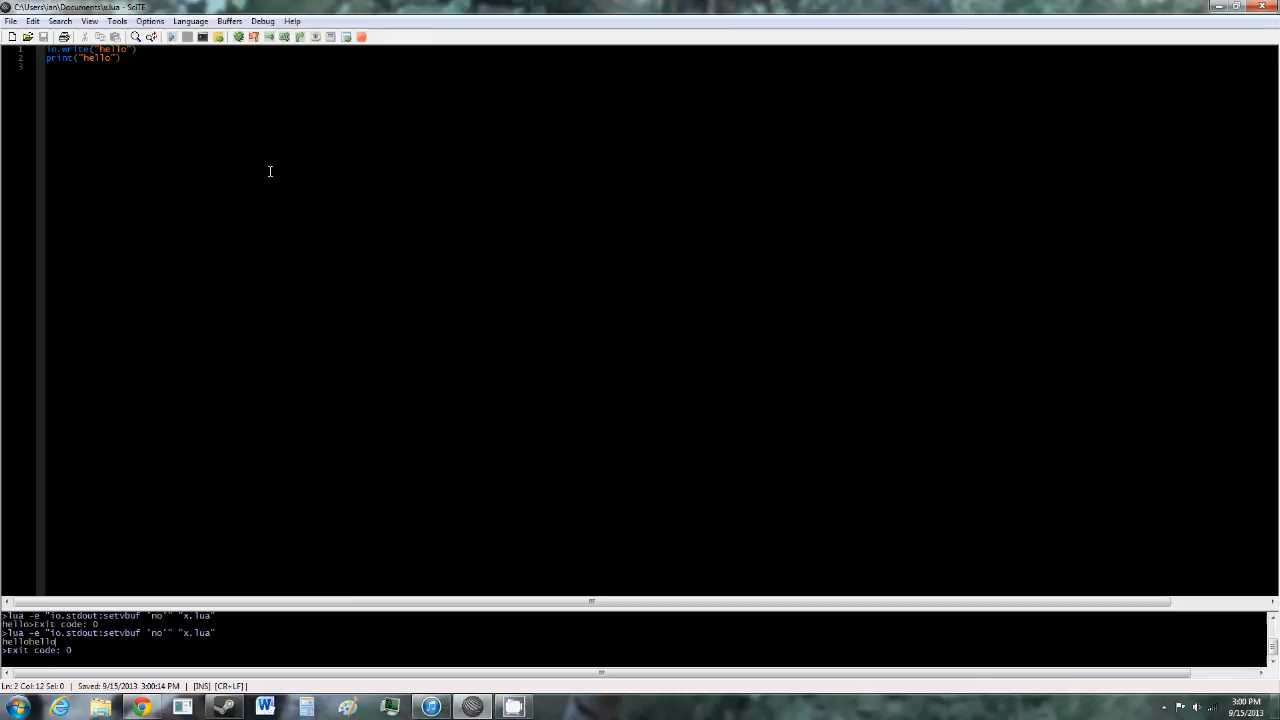 C:\Users\ian\Documents\x.lua - SciTE
File Edit Search View Tools Options Language Buffers Debug Help
1 io.write("hello")
2 print("hello")
3
>lua -e "io.stdout:setvbuf 'no'" "x.lua"
hello>Exit code: 0
>lua -e "io.stdout:setvbuf 'no'" "x.lua"
hellohello
>Exit code: 0
Ln: 2 Col: 12 Sel: 0 | Saved: 9/15/2013 3:00:14 PM | [INS] [CR+LF] |
3:00 PM
9/15/2013